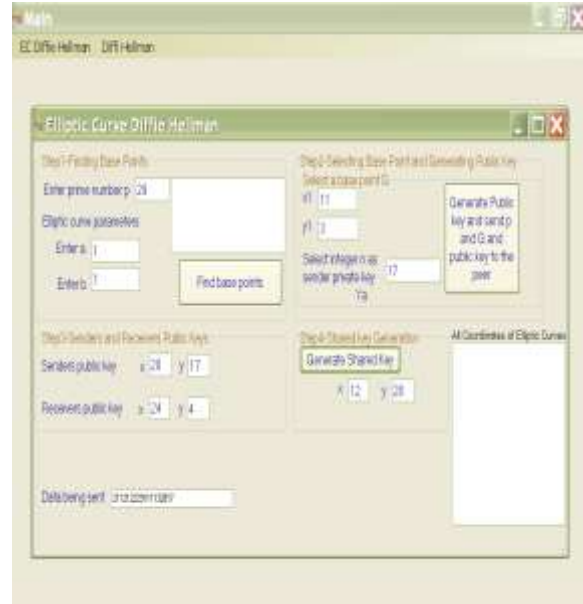 Main
EC Diffie Hellman Diffi Hellman
Elliptic Curve Diffie Hellman
Step1-Finding Base Points
Enter prime number p 29
Elliptic curve parameters
Enter a 1
Enter b 1
Find base points
Step2-Selecting Base Point and Generating Public Key
Select a base point G
x1 11
y1 3
Select integer n as
sender private key 17
Generate Public
key and send p
and G and
public key to the
peer
Step3-Senders and Receivers Public Keys
Senders public key x 28 y 17
Receivers public key x 24 y 4
Step4-Shared Key Generation
Generate Shared Key
X 12 y 28
All Coordinates of Elliptic Curves
Data being sent